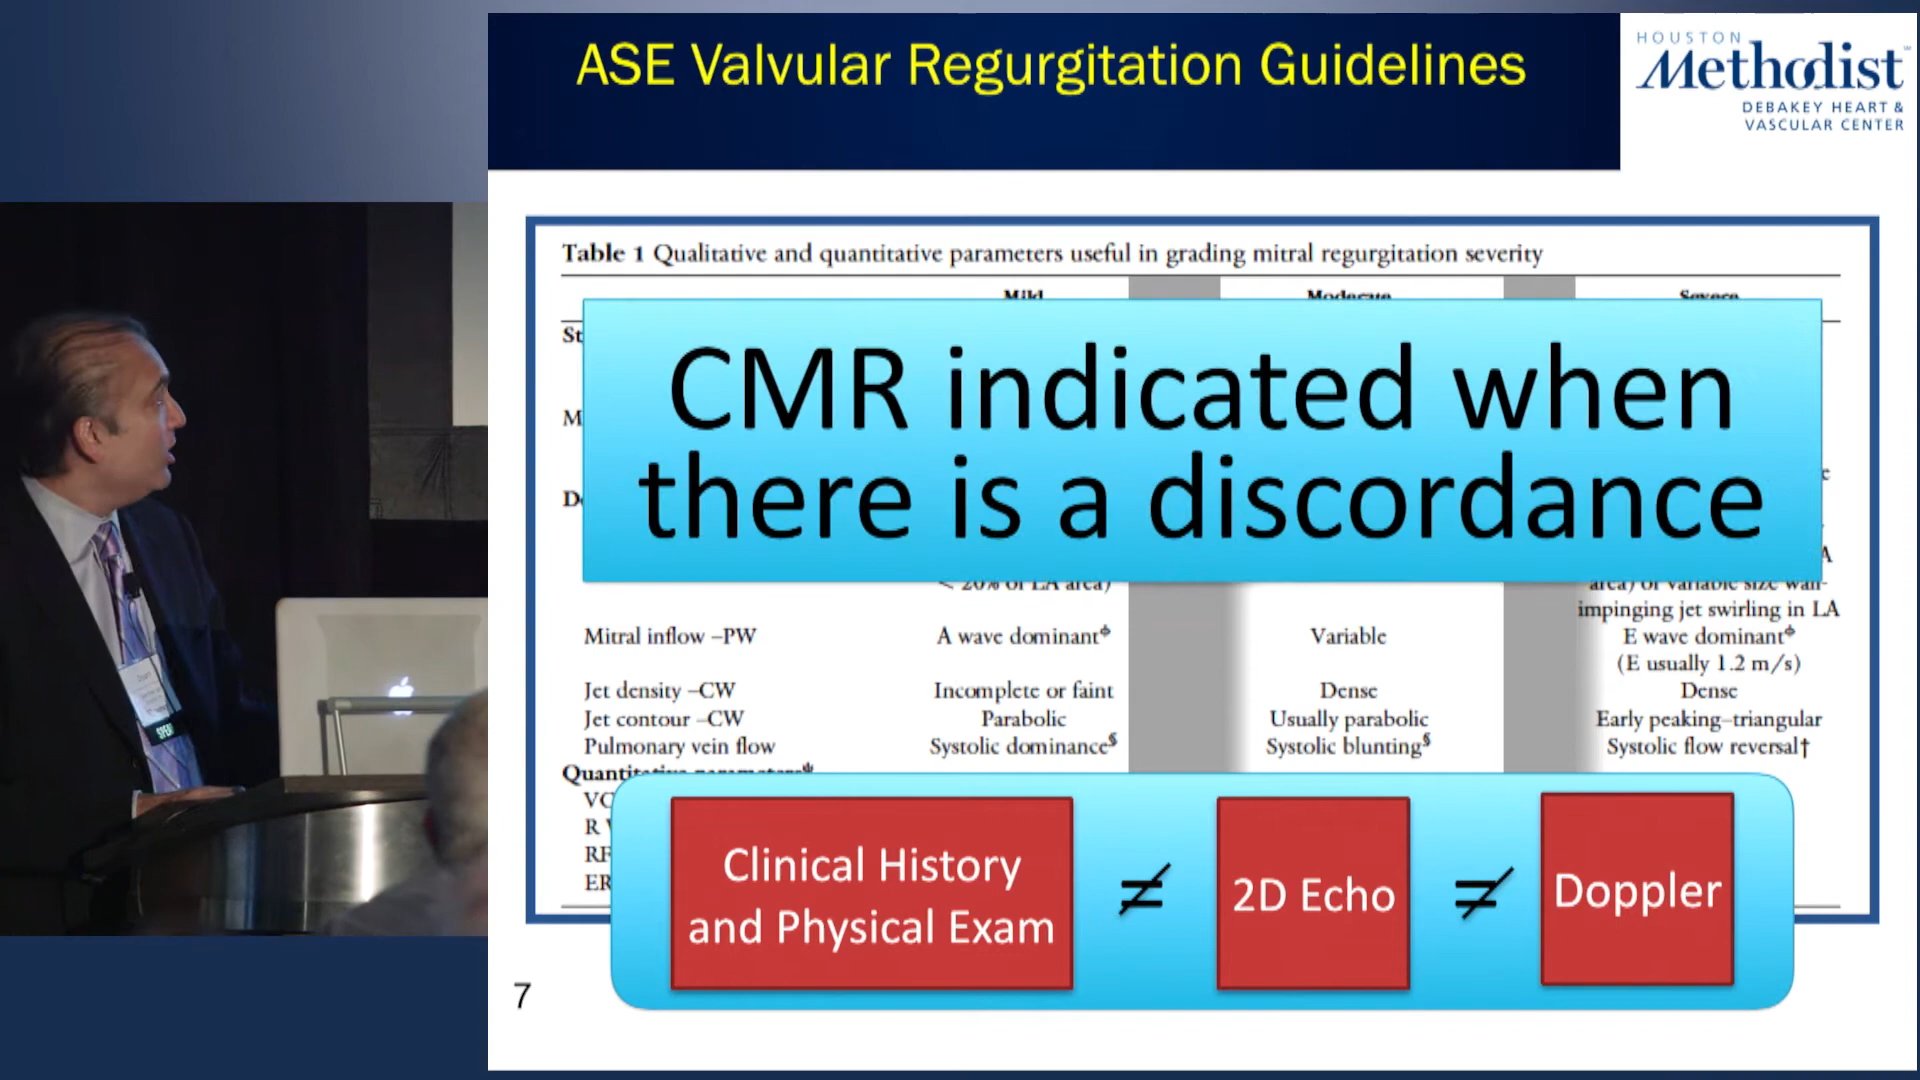 ASE Valvular Regurgitation Guidelines
HOUSTON
Methodist
DEBAKEY HEART &
VASCULAR CENTER
Table 1 Qualitative and quantitative parameters useful in grading mitral regurgitation severity
Mild Moderate Severe
CMR indicated when
there is a discordance
< 20% of LA area) area) or variable size wall-
impinging jet swirling in LA
Mitral inflow –PW A wave dominant Variable E wave dominant
(E usually 1.2 m/s)
Jet density –CW Incomplete or faint Dense Dense
Jet contour –CW Parabolic Usually parabolic Early peaking–triangular
Pulmonary vein flow Systolic dominance§ Systolic blunting§ Systolic flow reversal†
Quantitative parameters
Clinical History
and Physical Exam
≠ 2D Echo ≠ Doppler
7